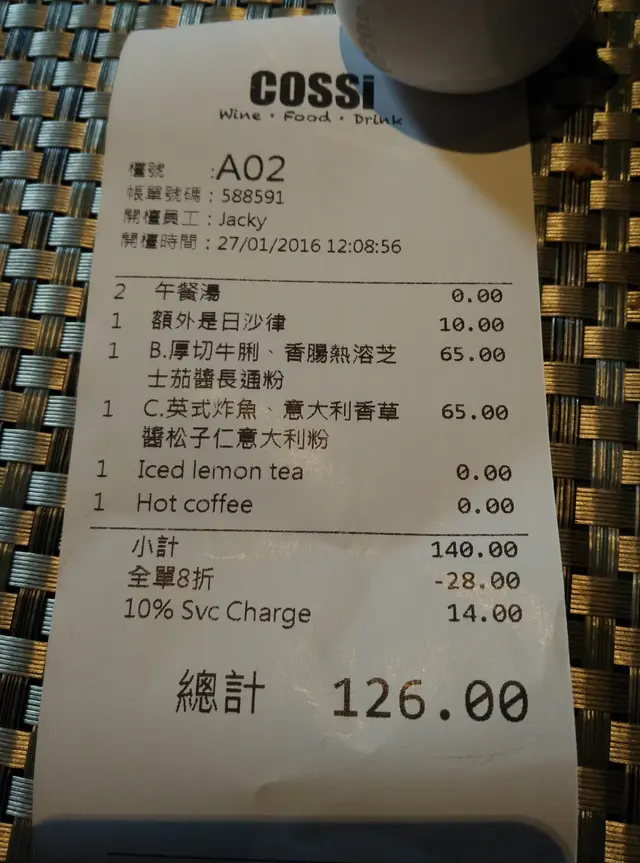 COSSi
Wine · Food · Drink
檯號 :A02
帳單號碼：588591
開檯員工：Jacky
開檯時間：27/01/2016 12:08:56
2 午餐湯 0.00
1 額外是日沙律 10.00
1 B.厚切牛脷、香腸熱溶芝 65.00
士茄醬長通粉
1 C.英式炸魚、意大利香草 65.00
醬松子仁意大利粉
1 Iced lemon tea 0.00
1 Hot coffee 0.00
小計 140.00
全單8折 -28.00
10% Svc Charge 14.00
總計 126.00